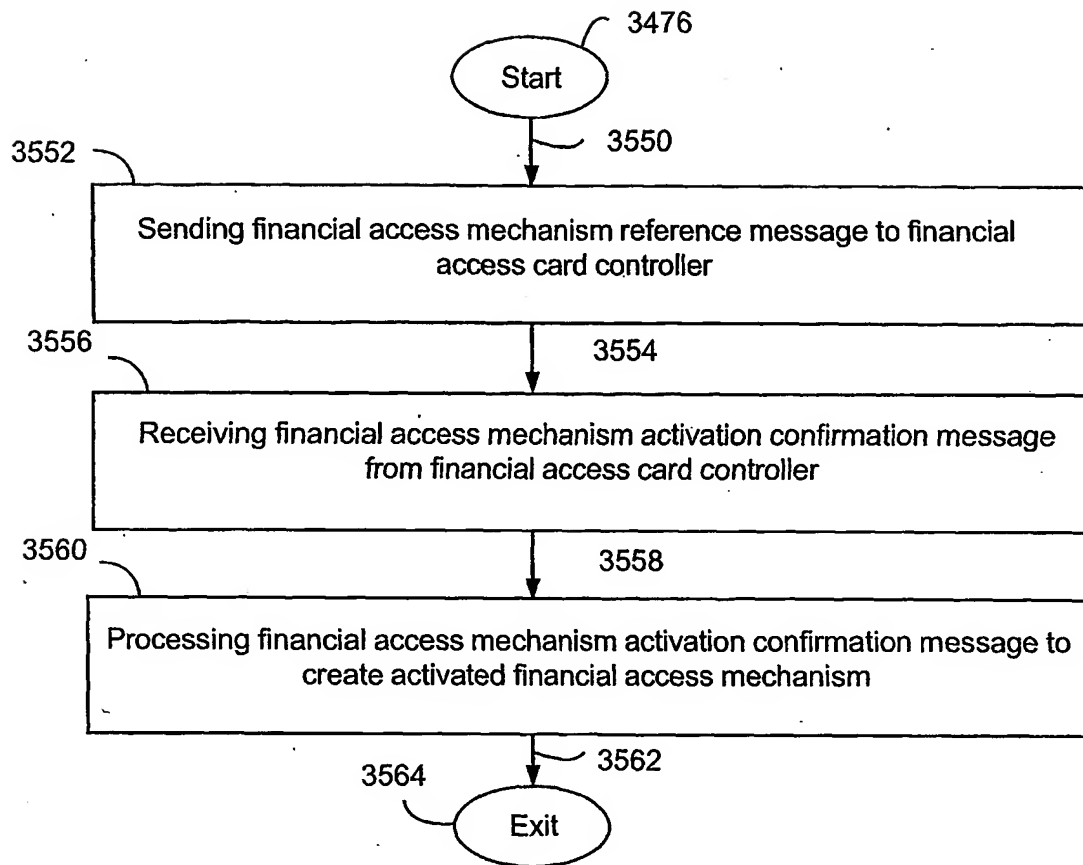 3476
Start
3550
3552
Sending financial access mechanism reference message to financial
access card controller
3554
3556
Receiving financial access mechanism activation confirmation message
from financial access card controller
3558
3560
Processing financial access mechanism activation confirmation message to
create activated financial access mechanism
3562
3564
Exit